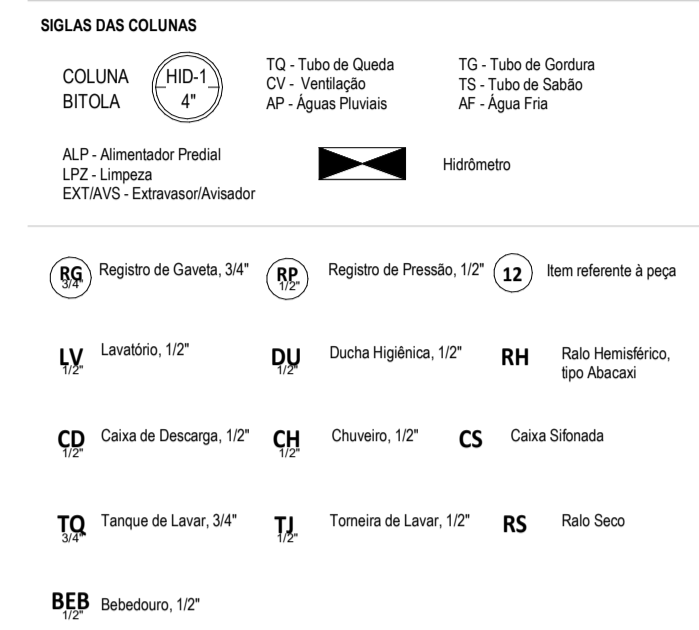 SIGLAS DAS COLUNAS
COLUNA
BITOLA
HID-1
4"
TQ - Tubo de Queda
CV - Ventilação
AP - Águas Pluviais
TG - Tubo de Gordura
TS - Tubo de Sabão
AF - Água Fria
ALP - Alimentador Predial
LPZ - Limpeza
EXT/AVS - Extravasor/Avisador
Hidrômetro
RG
3/4"
Registro de Gaveta, 3/4"
RP
1/2"
Registro de Pressão, 1/2"
12
Item referente à peça
LV
1/2"
Lavatório, 1/2"
DU
1/2"
Ducha Higiênica, 1/2"
RH
Ralo Hemisférico,
tipo Abacaxi
CD
1/2"
Caixa de Descarga, 1/2"
CH
1/2"
Chuveiro, 1/2"
CS
Caixa Sifonada
TQ
3/4"
Tanque de Lavar, 3/4"
TJ
1/2"
Torneira de Lavar, 1/2"
RS
Ralo Seco
BEB
1/2"
Bebedouro, 1/2"